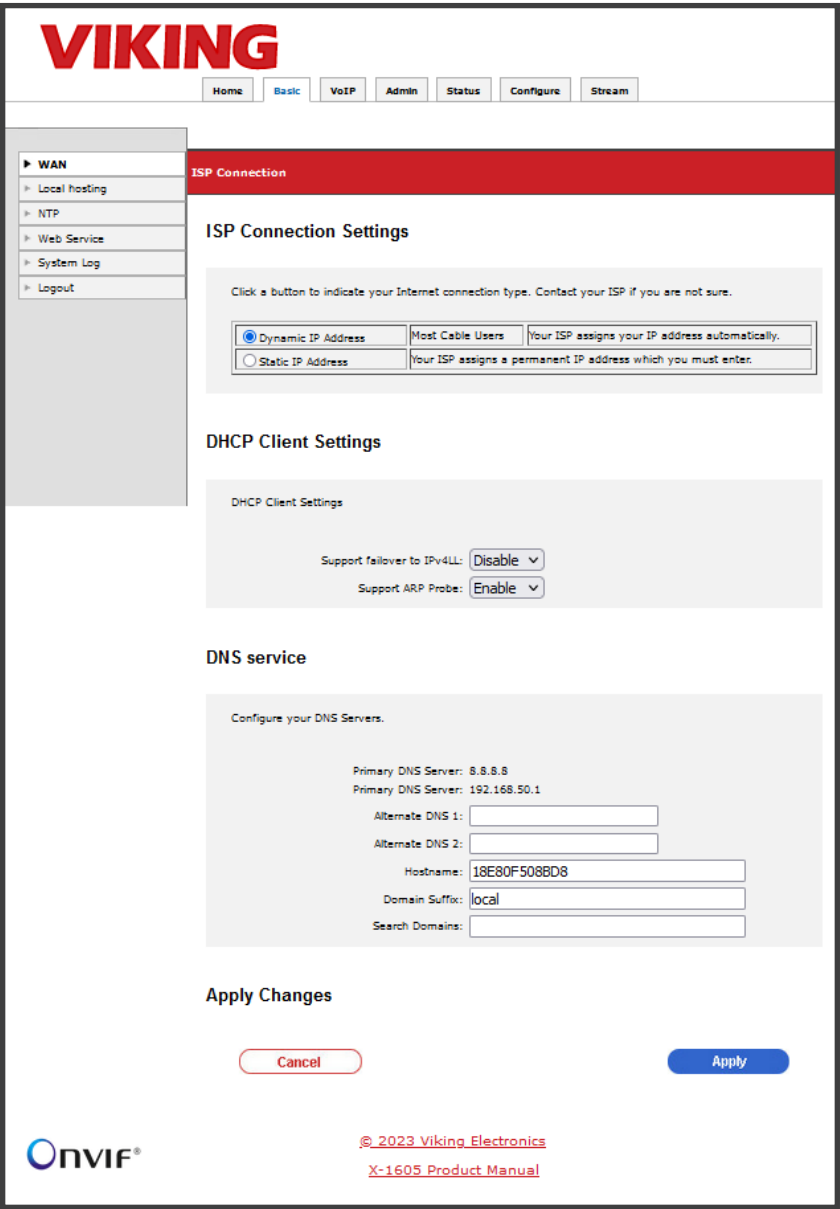 VIKING
Home Basic VoIP Admin Status Configure Stream
WAN
Local hosting
NTP
Web Service
System Log
Logout
ISP Connection
ISP Connection Settings
Click a button to indicate your Internet connection type. Contact your ISP if you are not sure.
Dynamic IP Address Most Cable Users Your ISP assigns your IP address automatically.
Static IP Address Your ISP assigns a permanent IP address which you must enter.
DHCP Client Settings
DHCP Client Settings
Support failover to IPv4LL: Disable
Support ARP Probe: Enable
DNS service
Configure your DNS Servers.
Primary DNS Server: 8.8.8.8
Primary DNS Server: 192.168.50.1
Alternate DNS 1:
Alternate DNS 2:
Hostname: 18E80F508BD8
Domain Suffix: local
Search Domains:
Apply Changes
Cancel Apply
ONVIF®
© 2023 Viking Electronics
X-1605 Product Manual